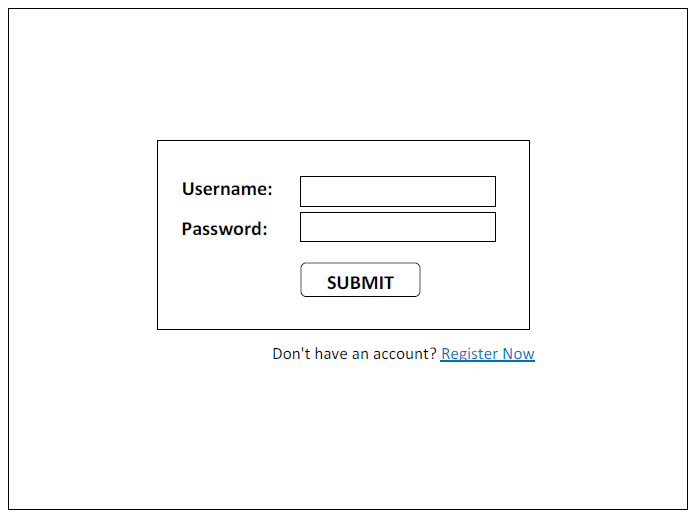 Username:
Password:
SUBMIT
Don't have an account? Register Now